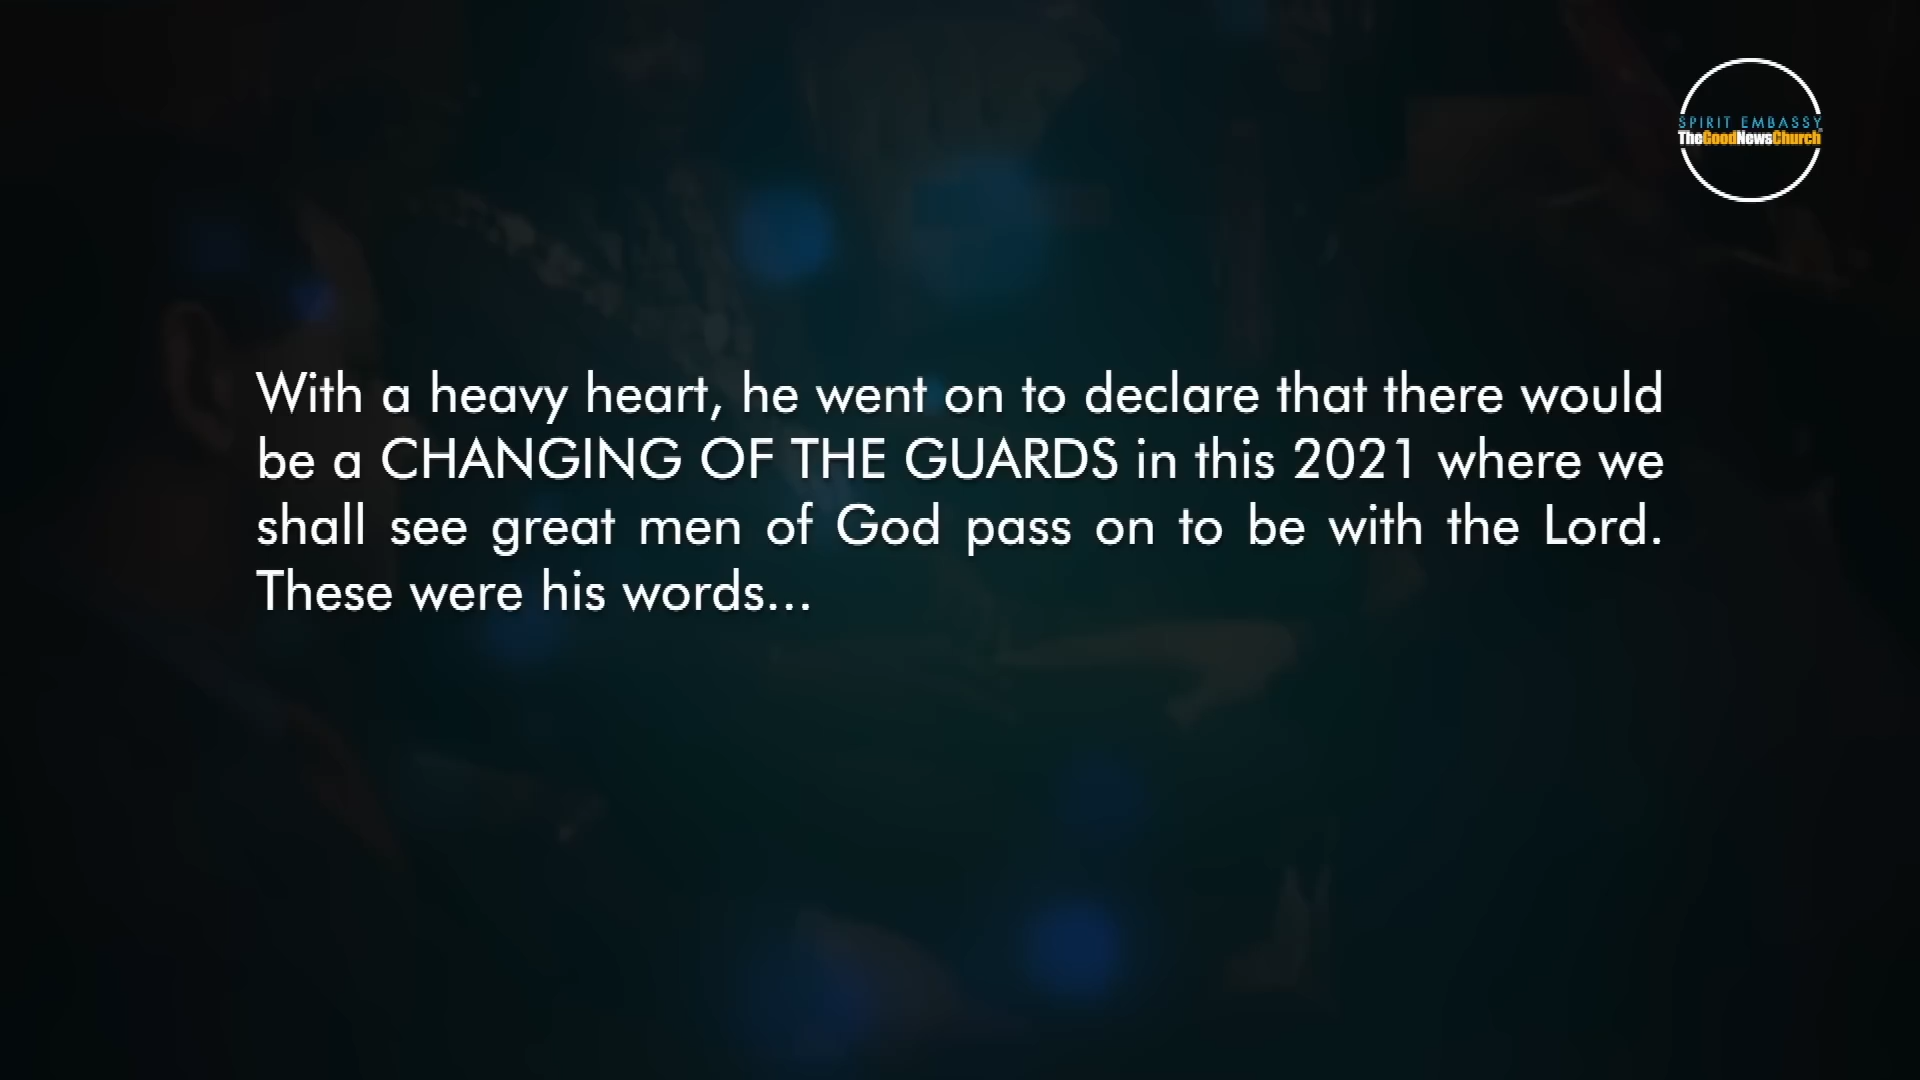 SPIRIT EMBASSY
TheGoodNewsChurch
With a heavy heart, he went on to declare that there would
be a CHANGING OF THE GUARDS in this 2021 where we
shall see great men of God pass on to be with the Lord.
These were his words...